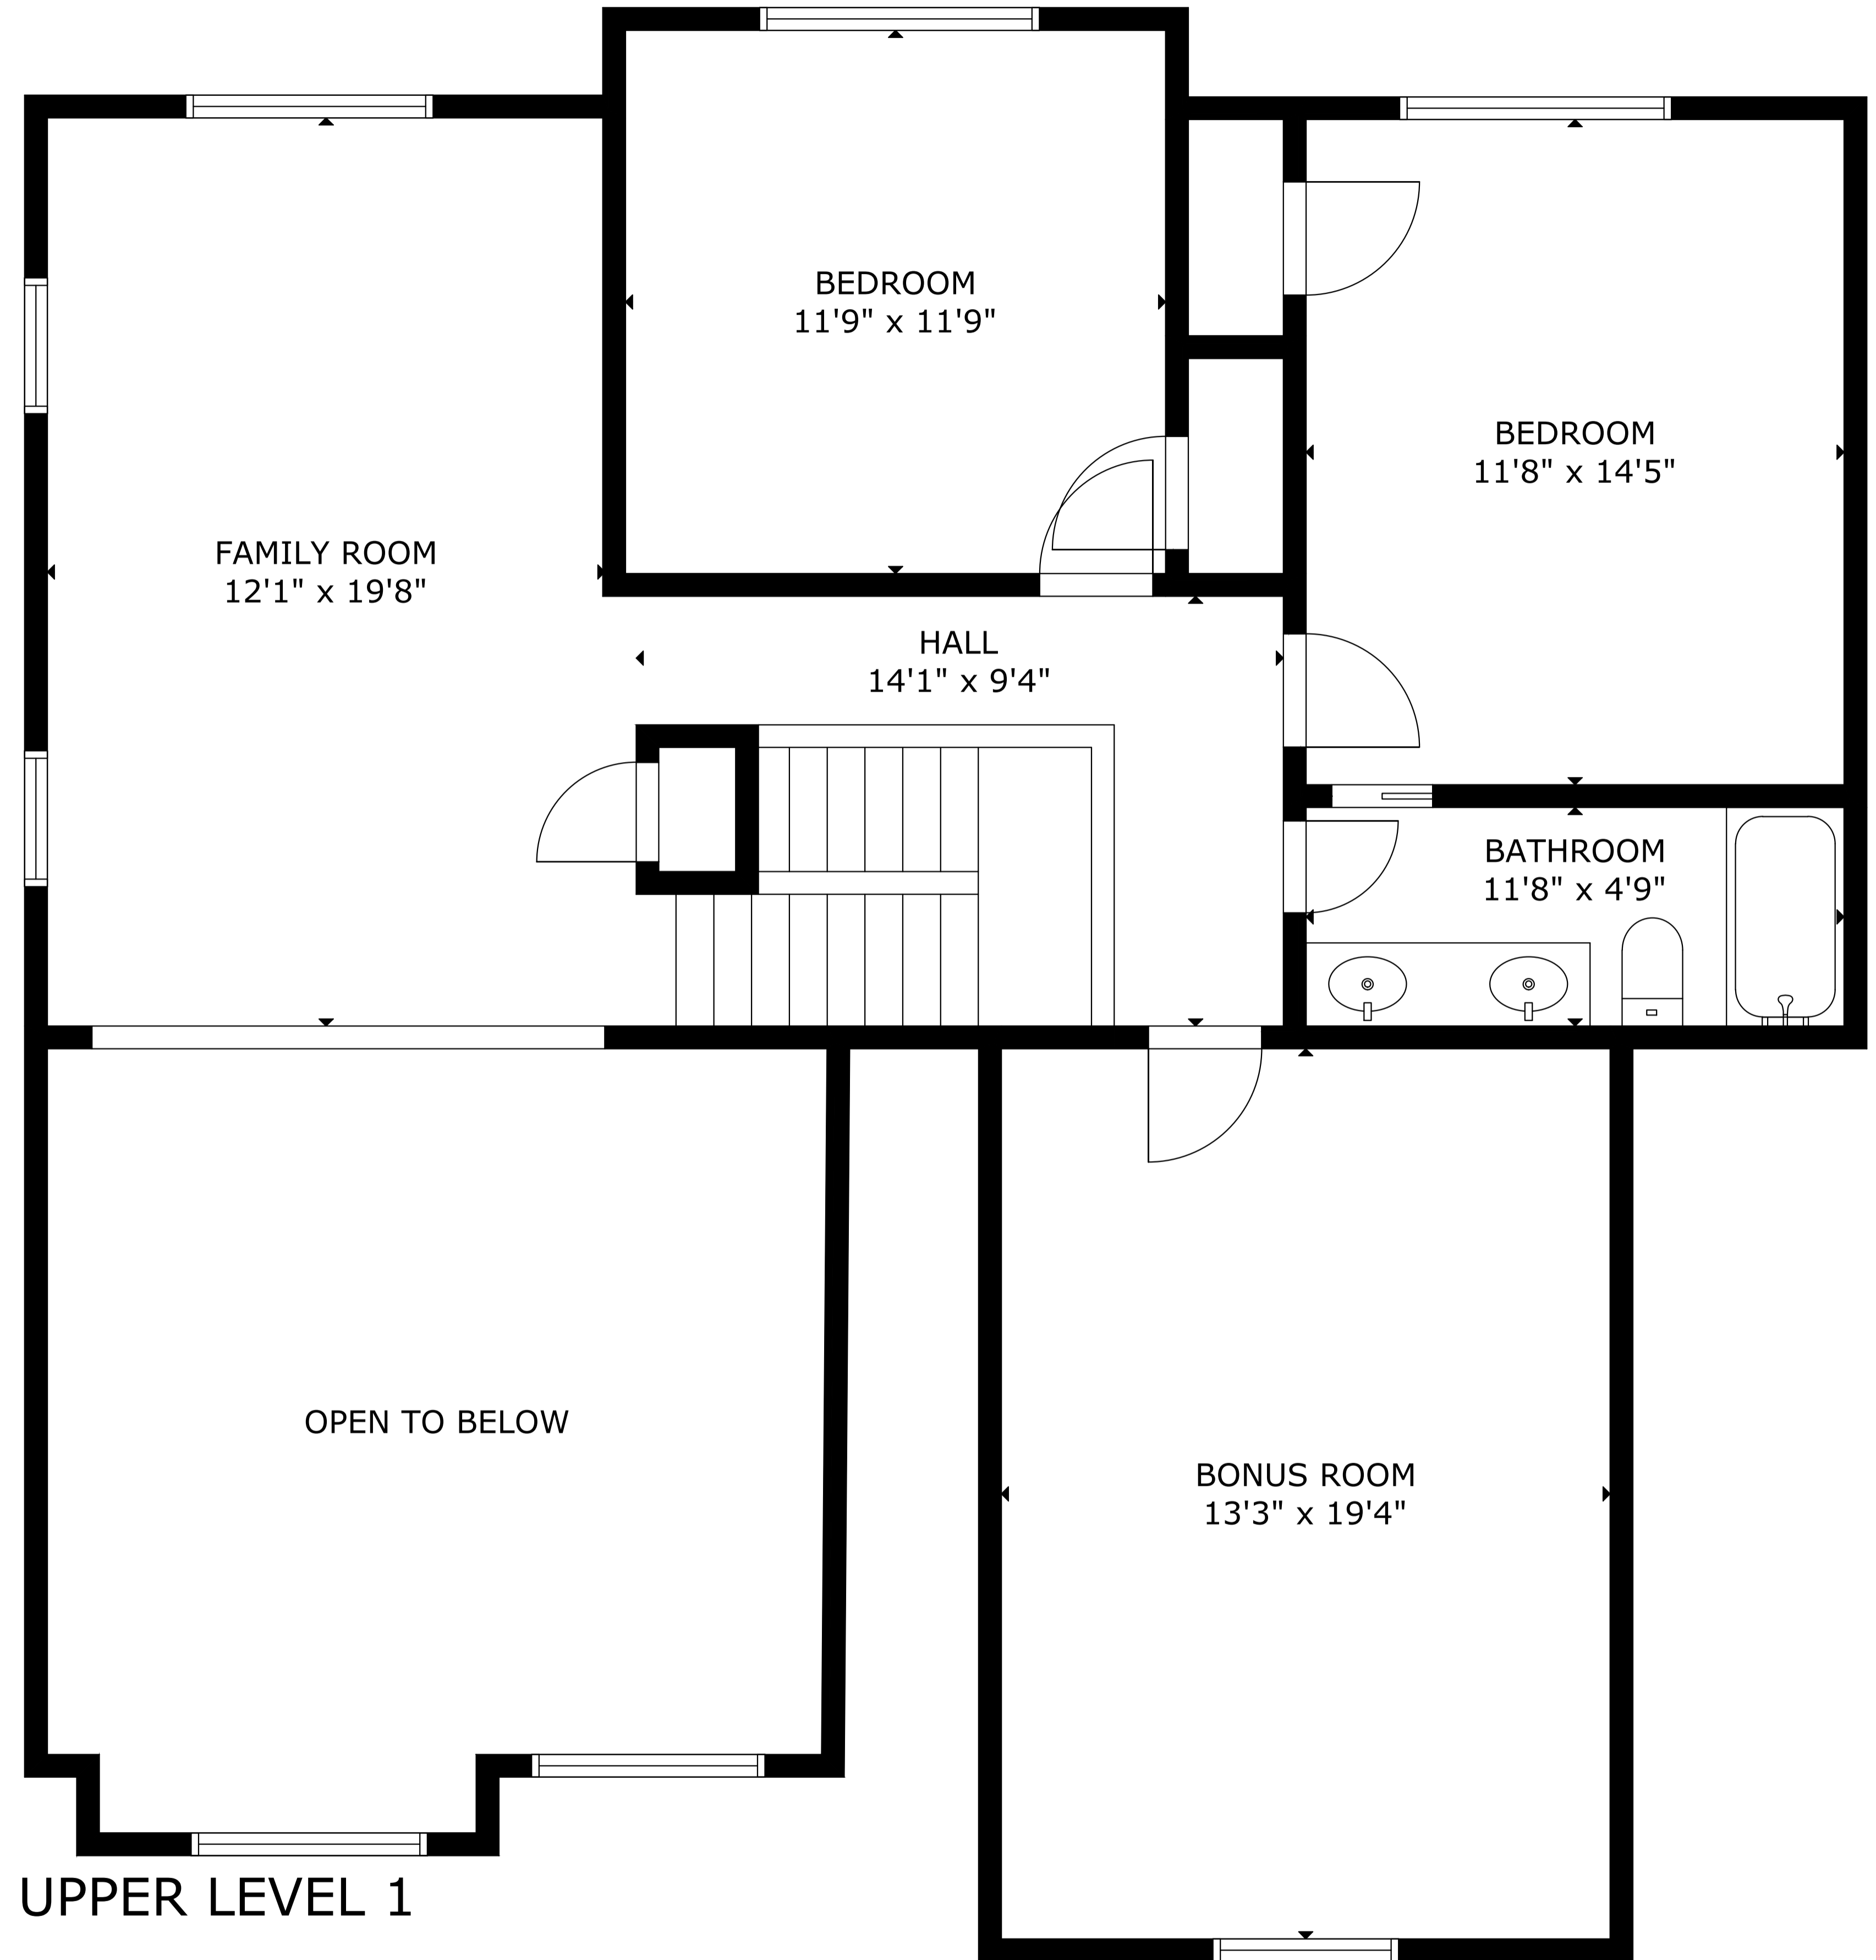 BEDROOM
11'9" x 11'9"
BEDROOM
11'8" x 14'5"
FAMILY ROOM
12'1" x 19'8"
HALL
14'1" x 9'4"
BATHROOM
11'8" x 4'9"
OPEN TO BELOW
BONUS ROOM
13'3" x 19'4"
UPPER LEVEL 1